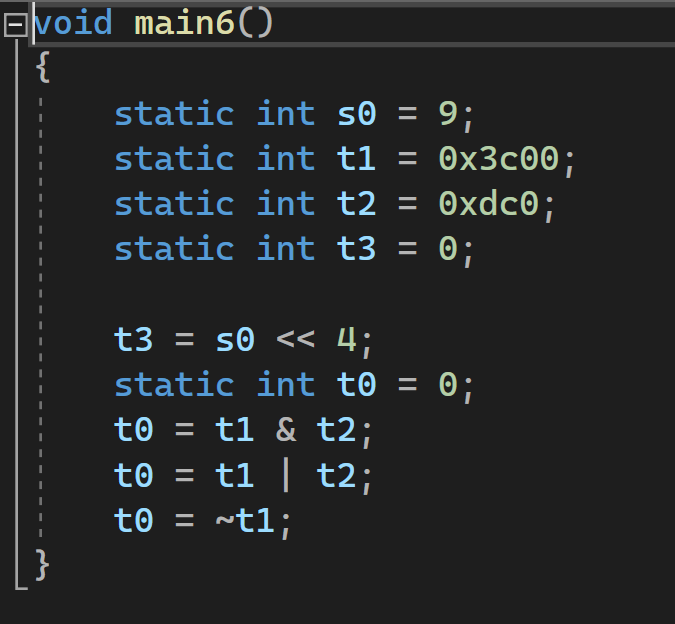 void main6()
{
    static int s0 = 9;
    static int t1 = 0x3c00;
    static int t2 = 0xdc0;
    static int t3 = 0;

    t3 = s0 << 4;
    static int t0 = 0;
    t0 = t1 & t2;
    t0 = t1 | t2;
    t0 = ~t1;
}